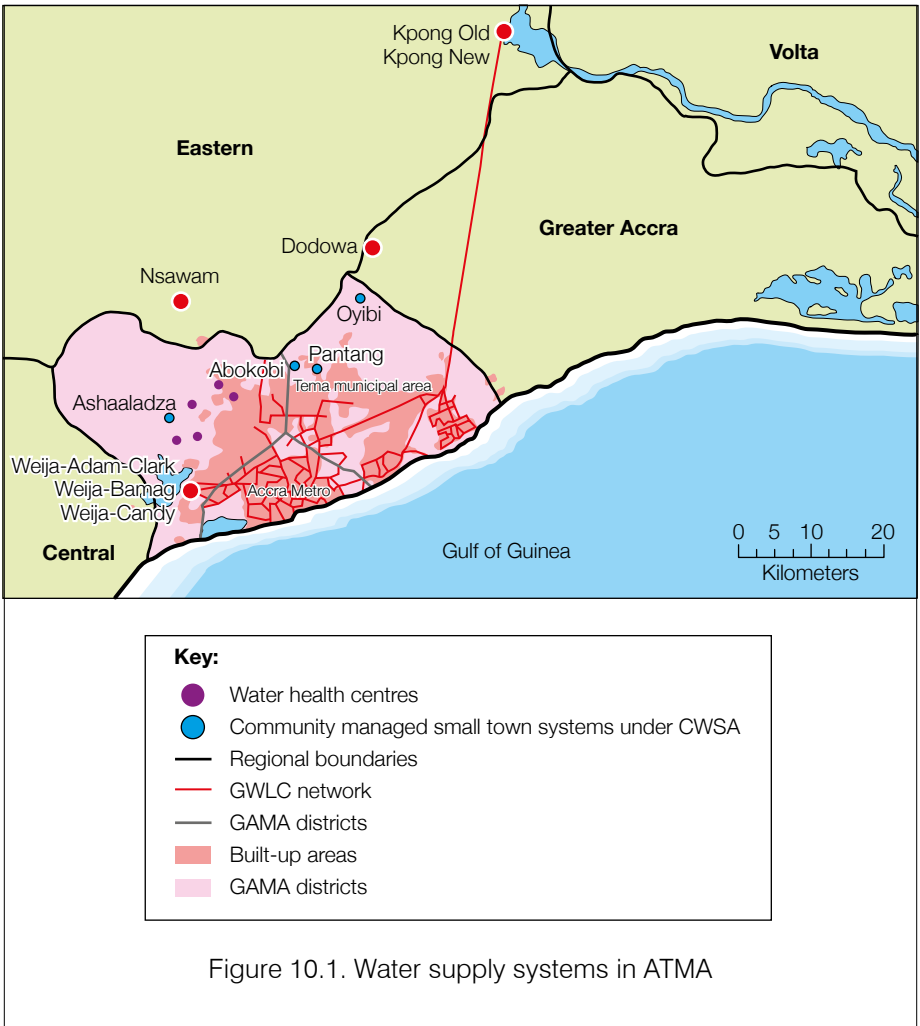 Kpong Old
Kpong New
Volta
Eastern
Greater Accra
Dodowa
Nsawam
Oyibi
Abokobi
Pantang
Tema municipal area
Ashaaladza
Weija-Adam-Clark
Weija-Bamag
Weija-Candy
Accra Metro
Central
Gulf of Guinea
0 5 10 20
Kilometers
Key:
Water health centres
Community managed small town systems under CWSA
Regional boundaries
GWLC network
GAMA districts
Built-up areas
GAMA districts
Figure 10.1. Water supply systems in ATMA